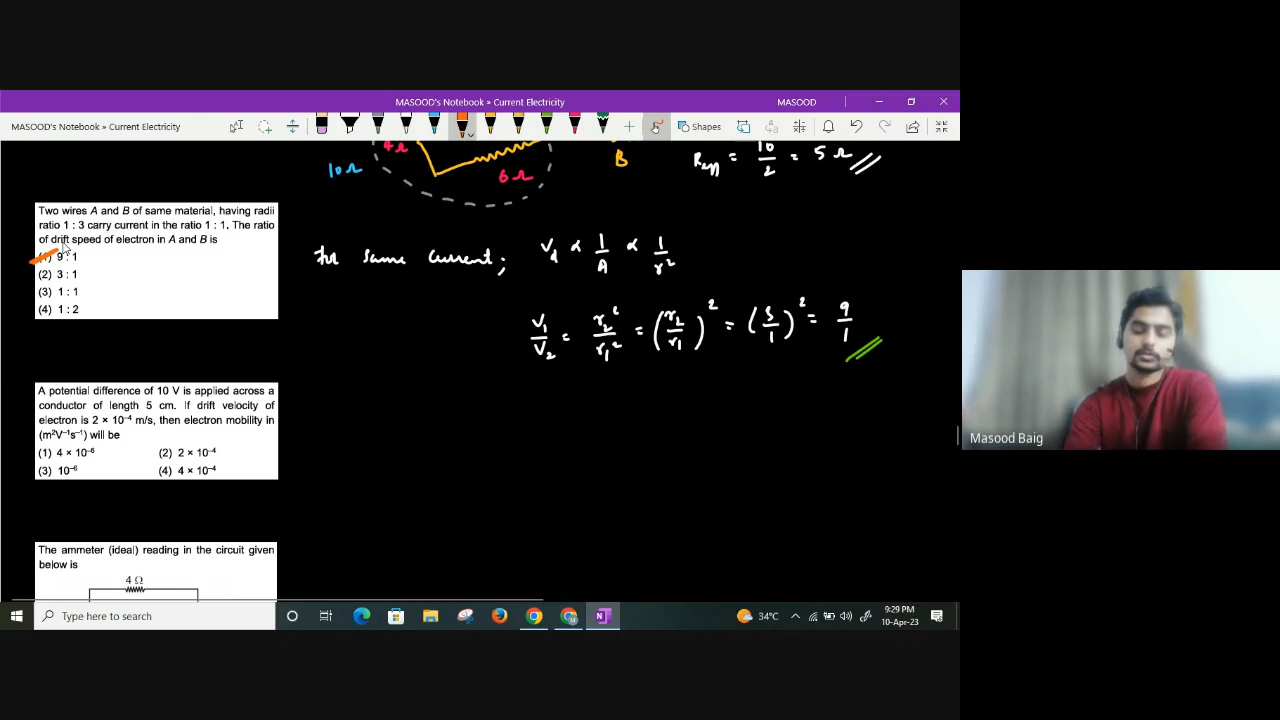 MASOOD's Notebook » Current Electricity
MASOOD
MASOOD's Notebook » Current Electricity
Shapes
4Ω
10Ω
6Ω
B
R_eff = 10/2 = 5 Ω
Two wires A and B of same material, having radii
ratio 1 : 3 carry current in the ratio 1 : 1. The ratio
of drift speed of electron in A and B is
(1) 9 : 1
(2) 3 : 1
(3) 1 : 1
(4) 1 : 2
For same current; v_d ∝ 1/A ∝ 1/r²
v₁/v₂ = r₂²/r₁² = (r₂/r₁)² = (3/1)² = 9/1
A potential difference of 10 V is applied across a
conductor of length 5 cm. If drift velocity of
electron is 2 × 10⁻⁴ m/s, then electron mobility in
(m²V⁻¹s⁻¹) will be
(1) 4 × 10⁻⁶ (2) 2 × 10⁻⁴
(3) 10⁻⁶ (4) 4 × 10⁻⁴
The ammeter (ideal) reading in the circuit given
below is
4 Ω
Masood Baig
Type here to search
34°C
9:29 PM
10-Apr-23